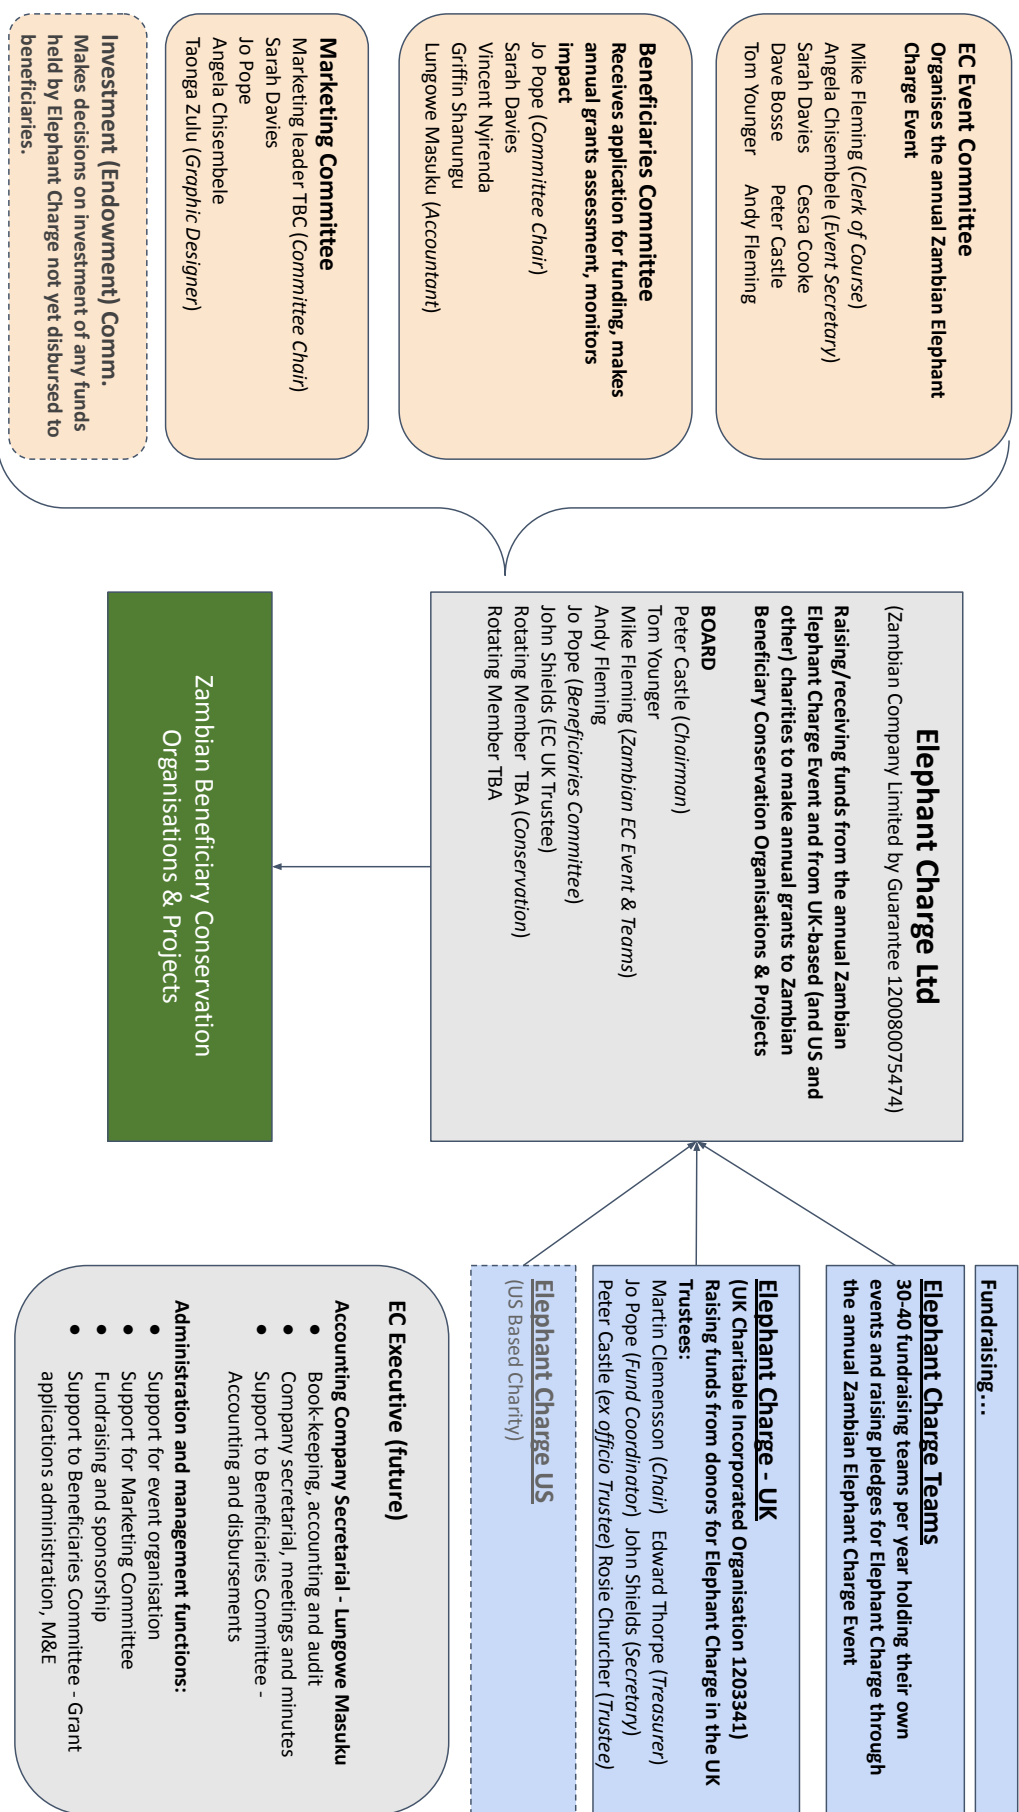 EC Event Committee
Organises the annual Zambian Elephant
Charge Event
Mike Fleming (Clerk of Course)
Angela Chisembele (Event Secretary)
Sarah Davies Cesca Cooke
Dave Bosse Peter Castle
Tom Younger Andy Fleming
Beneficiaries Committee
Receives application for funding, makes
annual grants assessment, monitors
impact
Jo Pope (Committee Chair)
Sarah Davies
Vincent Nyirenda
Griffin Shanungu
Lungowe Masuku (Accountant)
Marketing Committee
Marketing leader TBC (Committee Chair)
Sarah Davies
Jo Pope
Angela Chisembele
Taonga Zulu (Graphic Designer)
Investment (Endowment) Comm.
Makes decisions on investment of any funds
held by Elephant Charge not yet disbursed to
beneficiaries.
Elephant Charge Ltd
(Zambian Company Limited by Guarantee 120080075474)
Raising/receiving funds from the annual Zambian
Elephant Charge Event and from UK-based (and US and
other) charities to make annual grants to Zambian
Beneficiary Conservation Organisations & Projects
BOARD
Peter Castle (Chairman)
Tom Younger
Mike Fleming (Zambian EC Event & Teams)
Andy Fleming
Jo Pope (Beneficiaries Committee)
John Shields (EC UK Trustee)
Rotating Member TBA (Conservation)
Rotating Member TBA
Zambian Beneficiary Conservation
Organisations & Projects
Fundraising...
Elephant Charge Teams
30-40 fundraising teams per year holding their own
events and raising pledges for Elephant Charge through
the annual Zambian Elephant Charge Event
Elephant Charge - UK
(UK Charitable Incorporated Organisation 1203341)
Raising funds from donors for Elephant Charge in the UK
Trustees:
Martin Clemensson (Chair) Edward Thorpe (Treasurer)
Jo Pope (Fund Coordinator) John Shields (Secretary)
Peter Castle (ex officio Trustee) Rosie Churcher (Trustee)
Elephant Charge US
(US Based Charity)
EC Executive (future)
Accounting Company Secretarial - Lungowe Masuku
● Book-keeping, accounting and audit
● Company secretarial, meetings and minutes
● Support to Beneficiaries Committee -
Accounting and disbursements
Administration and management functions:
● Support for event organisation
● Support for Marketing Committee
● Fundraising and sponsorship
● Support to Beneficiaries Committee - Grant
applications administration, M&E